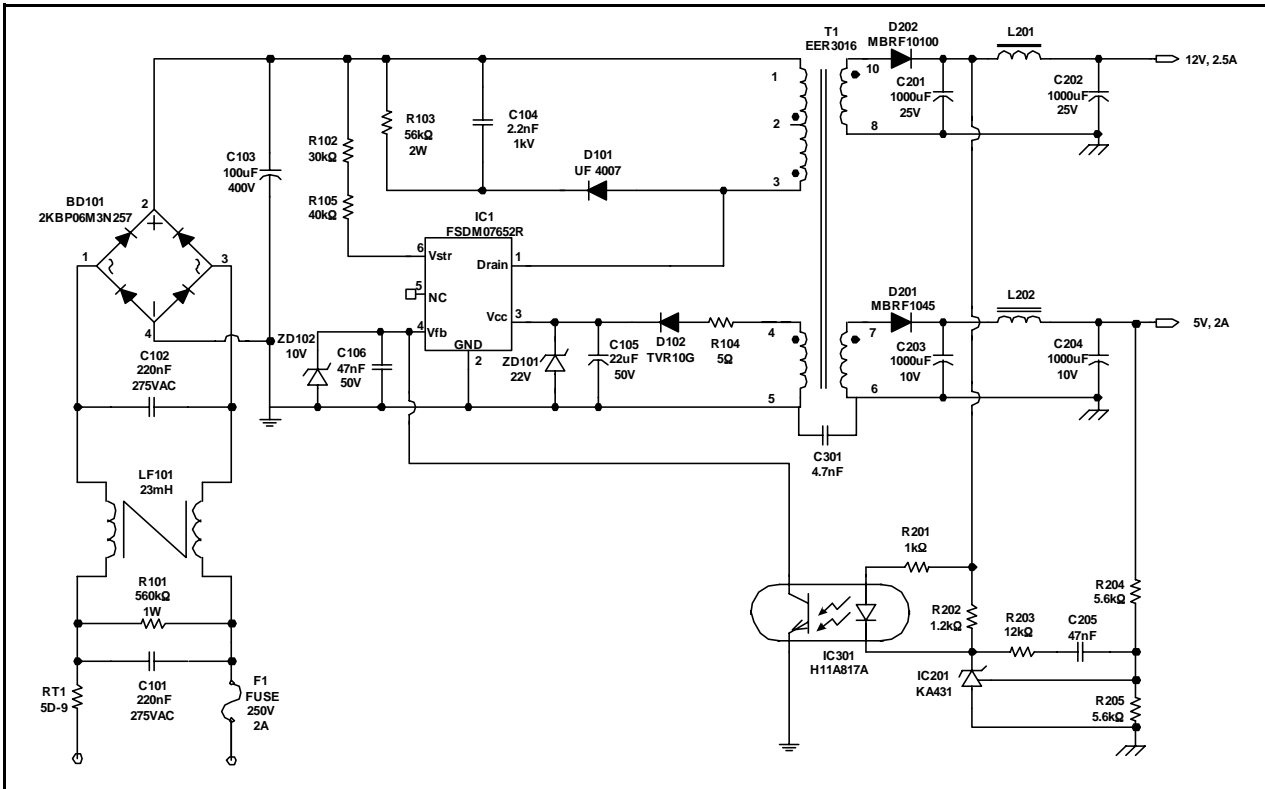 T1
EER3016
D202
MBRF10100
L201
12V, 2.5A
1
2
3
10
8
C201
1000uF
25V
C202
1000uF
25V
R103
56kΩ
2W
C104
2.2nF
1kV
D101
UF 4007
R102
30kΩ
R105
40kΩ
C103
100uF
400V
BD101
2KBP06M3N257
2
1
3
4
IC1
FSDM07652R
6
Vstr
Drain
1
5
NC
Vcc
3
4
Vfb
GND
2
ZD102
10V
C106
47nF
50V
ZD101
22V
C105
22uF
50V
D102
TVR10G
R104
5Ω
4
5
7
6
D201
MBRF1045
L202
5V, 2A
C203
1000uF
10V
C204
1000uF
10V
C301
4.7nF
C102
220nF
275VAC
LF101
23mH
R101
560kΩ
1W
C101
220nF
275VAC
RT1
5D-9
F1
FUSE
250V
2A
R201
1kΩ
R202
1.2kΩ
R203
12kΩ
C205
47nF
R204
5.6kΩ
R205
5.6kΩ
IC301
H11A817A
IC201
KA431